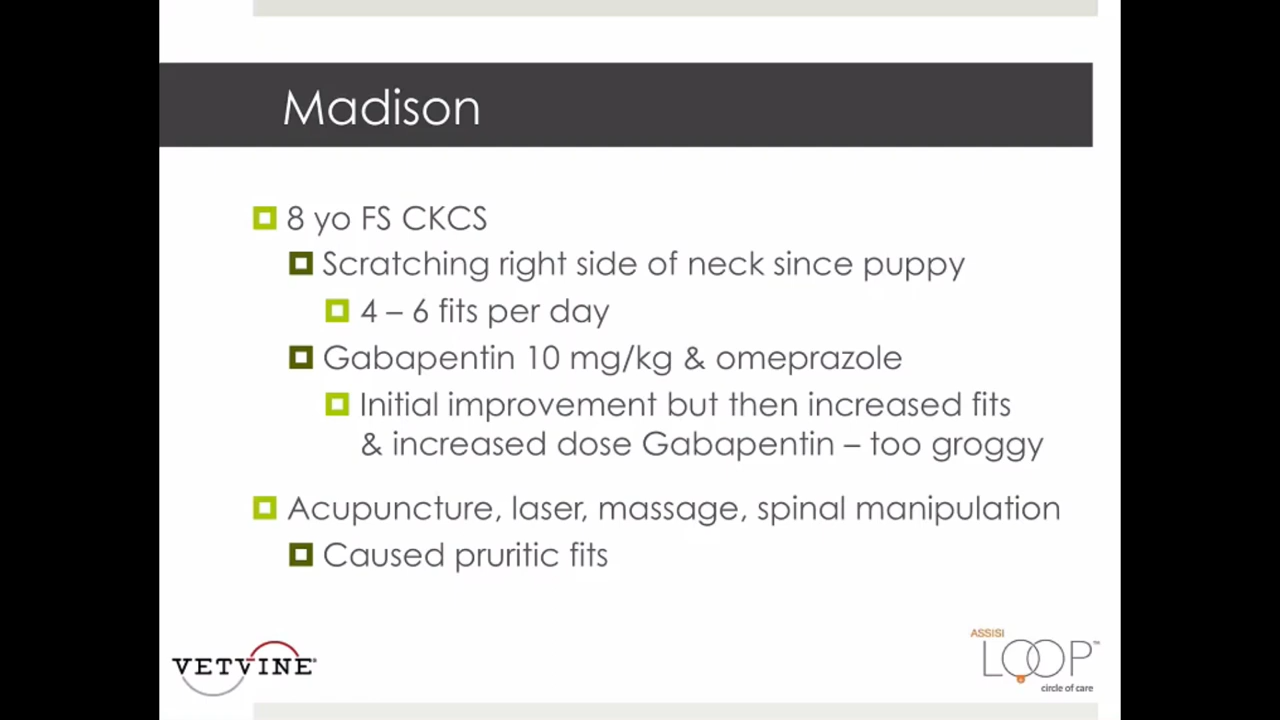 Madison
8 yo FS CKCS
Scratching right side of neck since puppy
4 – 6 fits per day
Gabapentin 10 mg/kg & omeprazole
Initial improvement but then increased fits
& increased dose Gabapentin – too groggy
Acupuncture, laser, massage, spinal manipulation
Caused pruritic fits
VETVINE®
ASSISI
LOOP™
circle of care